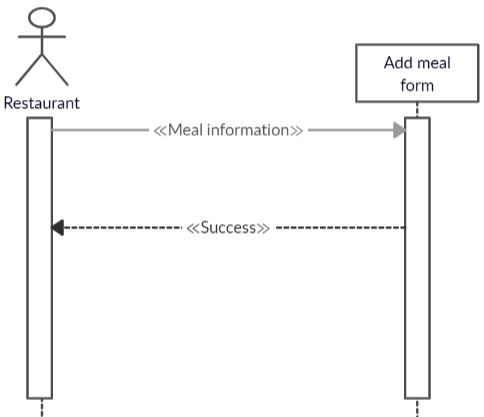 Add meal
form
Restaurant
≪Meal information≫
≪Success≫